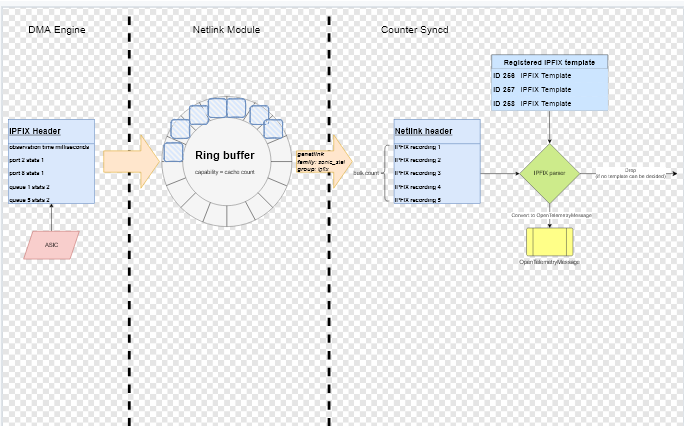 DMA Engine
Netlink Module
Counter Syncd
IPFIX Header
observation time milliseconds
port 2 stats 1
port 8 stats 1
queue 1 stats 2
queue 5 stats 2
ASIC
Ring buffer
capability = cache count
genetlink
family: sonic_stel
group: ipfix
bulk count
Netlink header
IPFIX recording 1
IPFIX recording 2
IPFIX recording 3
IPFIX recording 4
IPFIX recording 5
Registered IPFIX template
ID 256 IPFIX Template
ID 257 IPFIX Template
ID 258 IPFIX Template
IPFIX parser
Drop
(if no template can be decided)
Convert to OpenTelemetryMessage
OpenTelemetryMessage